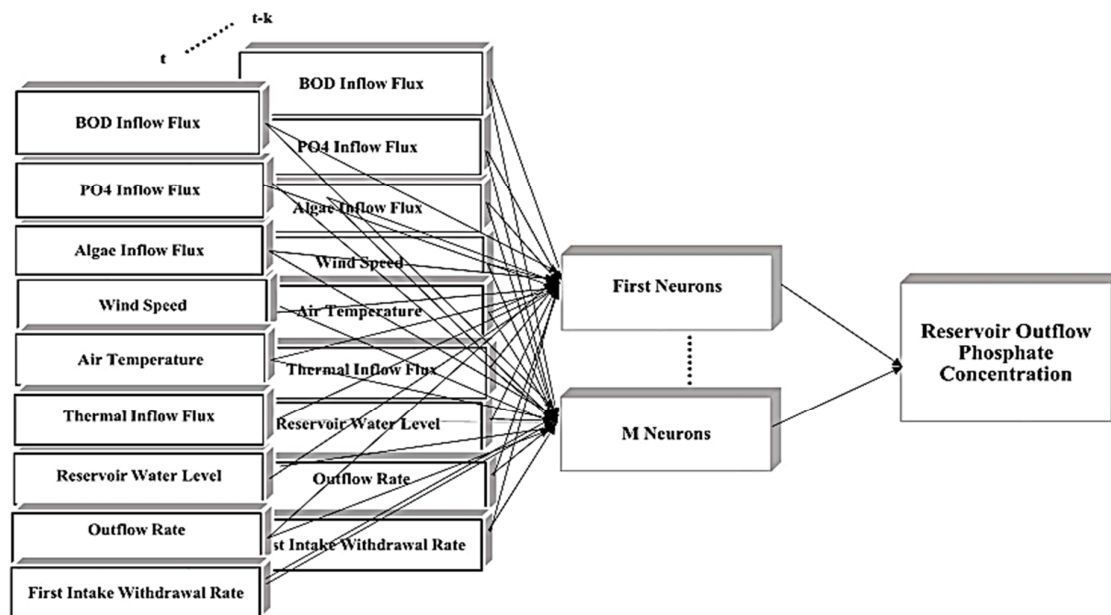 t-k
t
BOD Inflow Flux
PO4 Inflow Flux
Algae Inflow Flux
Wind Speed
Air Temperature
Thermal Inflow Flux
Reservoir Water Level
Outflow Rate
First Intake Withdrawal Rate
BOD Inflow Flux
PO4 Inflow Flux
Algae Inflow Flux
Wind Speed
Air Temperature
Thermal Inflow Flux
Reservoir Water Level
Outflow Rate
st Intake Withdrawal Rate
First Neurons
M Neurons
Reservoir Outflow
Phosphate
Concentration